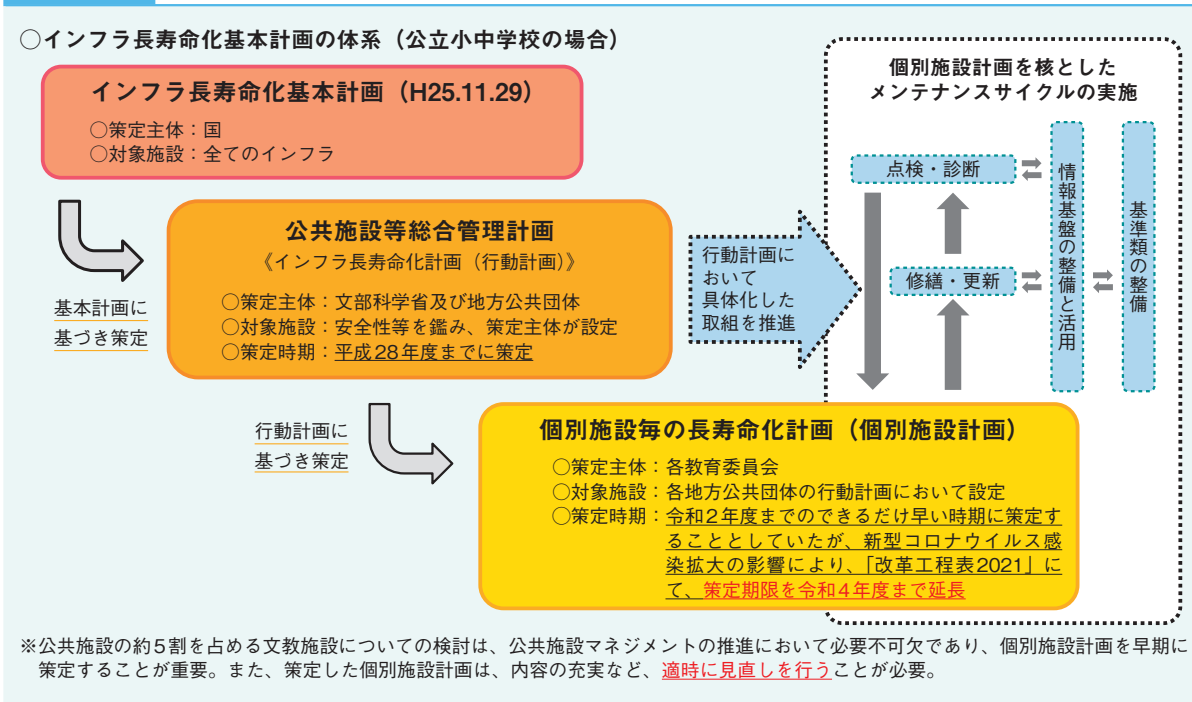 ○インフラ長寿命化基本計画の体系（公立小中学校の場合）
インフラ長寿命化基本計画（H25.11.29）
○策定主体：国
○対象施設：全てのインフラ
基本計画に
基づき策定
公共施設等総合管理計画
《インフラ長寿命化計画（行動計画）》
○策定主体：文部科学省及び地方公共団体
○対象施設：安全性等を鑑み、策定主体が設定
○策定時期：平成28年度までに策定
行動計画に
基づき策定
行動計画に
おいて
具体化した
取組を推進
個別施設計画を核とした
メンテナンスサイクルの実施
点検・診断
修繕・更新
情報基盤の整備と活用
基準類の整備
個別施設毎の長寿命化計画（個別施設計画）
○策定主体：各教育委員会
○対象施設：各地方公共団体の行動計画において設定
○策定時期：令和2年度までのできるだけ早い時期に策定す
ることとしていたが、新型コロナウイルス感
染拡大の影響により、「改革工程表2021」に
て、策定期限を令和4年度まで延長
※公共施設の約5割を占める文教施設についての検討は、公共施設マネジメントの推進において必要不可欠であり、個別施設計画を早期に
策定することが重要。また、策定した個別施設計画は、内容の充実など、適時に見直しを行うことが必要。